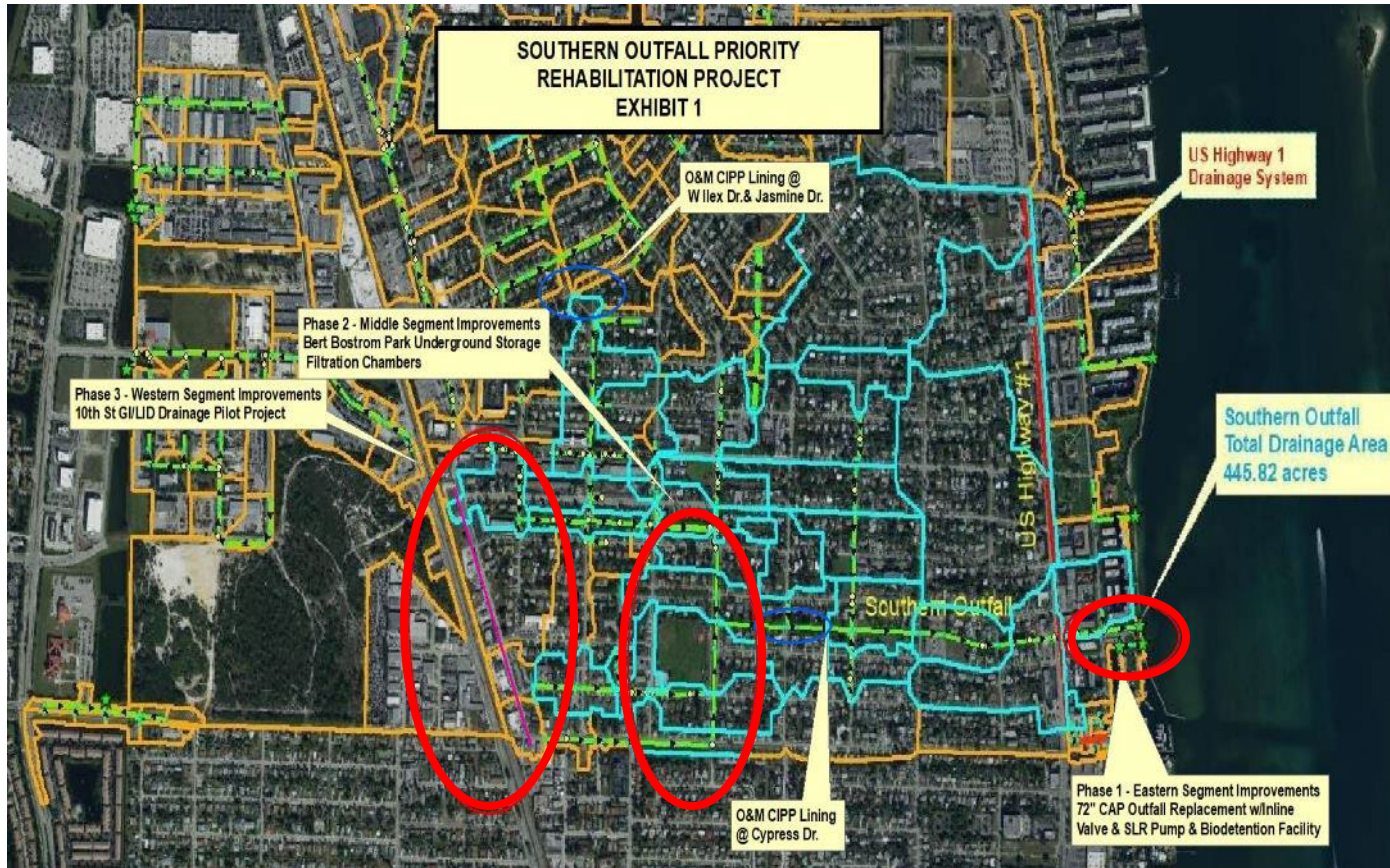 SOUTHERN OUTFALL PRIORITY
REHABILITATION PROJECT
EXHIBIT 1
O&M CIPP Lining @
Wilex Dr.& Jasmine Dr.
US Highway 1
Drainage System
Phase 2 - Middle Segment Improvements
Bert Bostrom Park Underground Storage
Filtration Chambers
Phase 3 - Western Segment Improvements
10th St GI/LID Drainage Pilot Project
US Highway #1
Southern Outfall
Total Drainage Area
445.82 acres
Southern Outfall
O&M CIPP Lining
@ Cypress Dr.
Phase 1 - Eastern Segment Improvements
72" CAP Outfall Replacement w/Inline
Valve & SLR Pump & Biodetention Facility